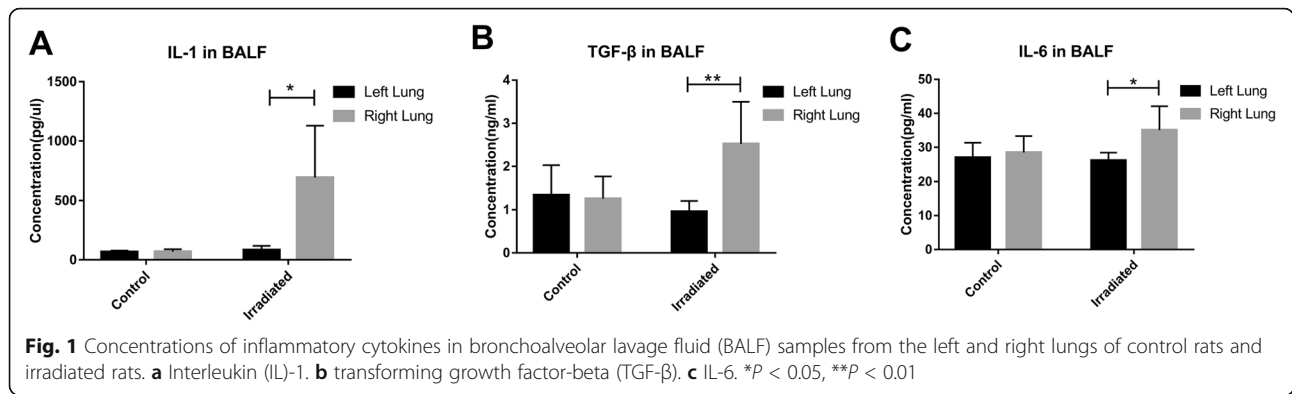 A
IL-1 in BALF
Concentration(pg/ul)
1500
1000
500
0
*
Left Lung
Right Lung
Control
Irradiated
B
TGF-β in BALF
Concentration(ng/ml)
4
3
2
1
0
**
Left Lung
Right Lung
Control
Irradiated
C
IL-6 in BALF
Concentration(pg/ml)
50
40
30
20
10
0
*
Left Lung
Right Lung
Control
Irradiated
Fig. 1 Concentrations of inflammatory cytokines in bronchoalveolar lavage fluid (BALF) samples from the left and right lungs of control rats and
irradiated rats. a Interleukin (IL)-1. b transforming growth factor-beta (TGF-β). c IL-6. *P < 0.05, **P < 0.01